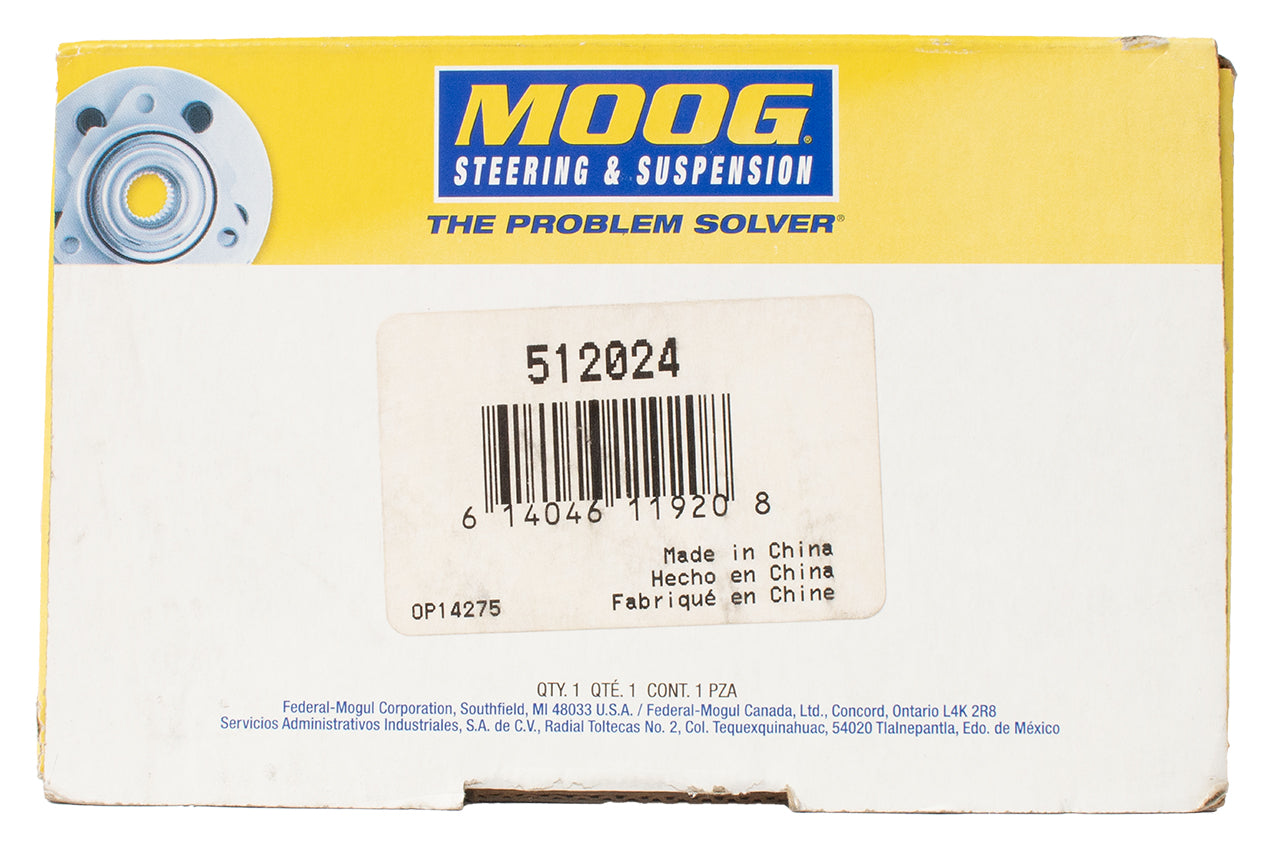 MOOG®
STEERING & SUSPENSION
THE PROBLEM SOLVER®
512024
6 14046 11920 8
Made in China
Hecho en China
Fabriqué en Chine
OP14275
QTY. 1 QTÉ. 1 CONT. 1 PZA
Federal-Mogul Corporation, Southfield, MI 48033 U.S.A. / Federal-Mogul Canada, Ltd., Concord, Ontario L4K 2R8
Servicios Administrativos Industriales, S.A. de C.V., Radial Toltecas No. 2, Col. Tequexquinahuac, 54020 Tlalnepantla, Edo. de México